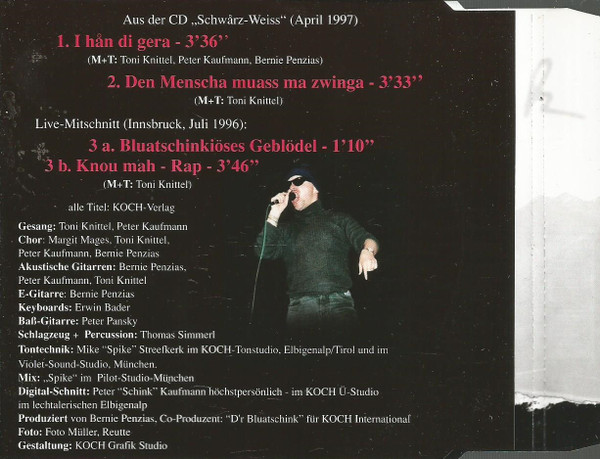 Aus der CD „Schwårz-Weiss“ (April 1997)
1. I hån di gera - 3’36’’
(M+T: Toni Knittel, Peter Kaufmann, Bernie Penzias)
2. Den Menscha muass ma zwinga - 3’33’’
(M+T: Toni Knittel)
Live-Mitschnitt (Innsbruck, Juli 1996):
3 a. Bluatschinkiöses Geblödel - 1’10”
3 b. Knou mah - Rap - 3’46”
(M+T: Toni Knittel)
alle Titel: KOCH-Verlag
Gesang: Toni Knittel, Peter Kaufmann
Chor: Margit Mages, Toni Knittel,
Peter Kaufmann, Bernie Penzias
Akustische Gitarren: Bernie Penzias,
Peter Kaufmann, Toni Knittel
E-Gitarre: Bernie Penzias
Keyboards: Erwin Bader
Baß-Gitarre: Peter Pansky
Schlagzeug + Percussion: Thomas Simmerl
Tontechnik: Mike “Spike” Streefkerk im KOCH-Tonstudio, Elbigenalp/Tirol und im
Violet-Sound-Studio, München.
Mix: „Spike“ im Pilot-Studio-München
Digital-Schnitt: Peter “Schink” Kaufmann höchstpersönlich - im KOCH Ü-Studio
im lechtalerischen Elbigenalp
Produziert von Bernie Penzias, Co-Produzent: “D'r Bluatschink” für KOCH International
Foto: Foto Müller, Reutte
Gestaltung: KOCH Grafik Studio